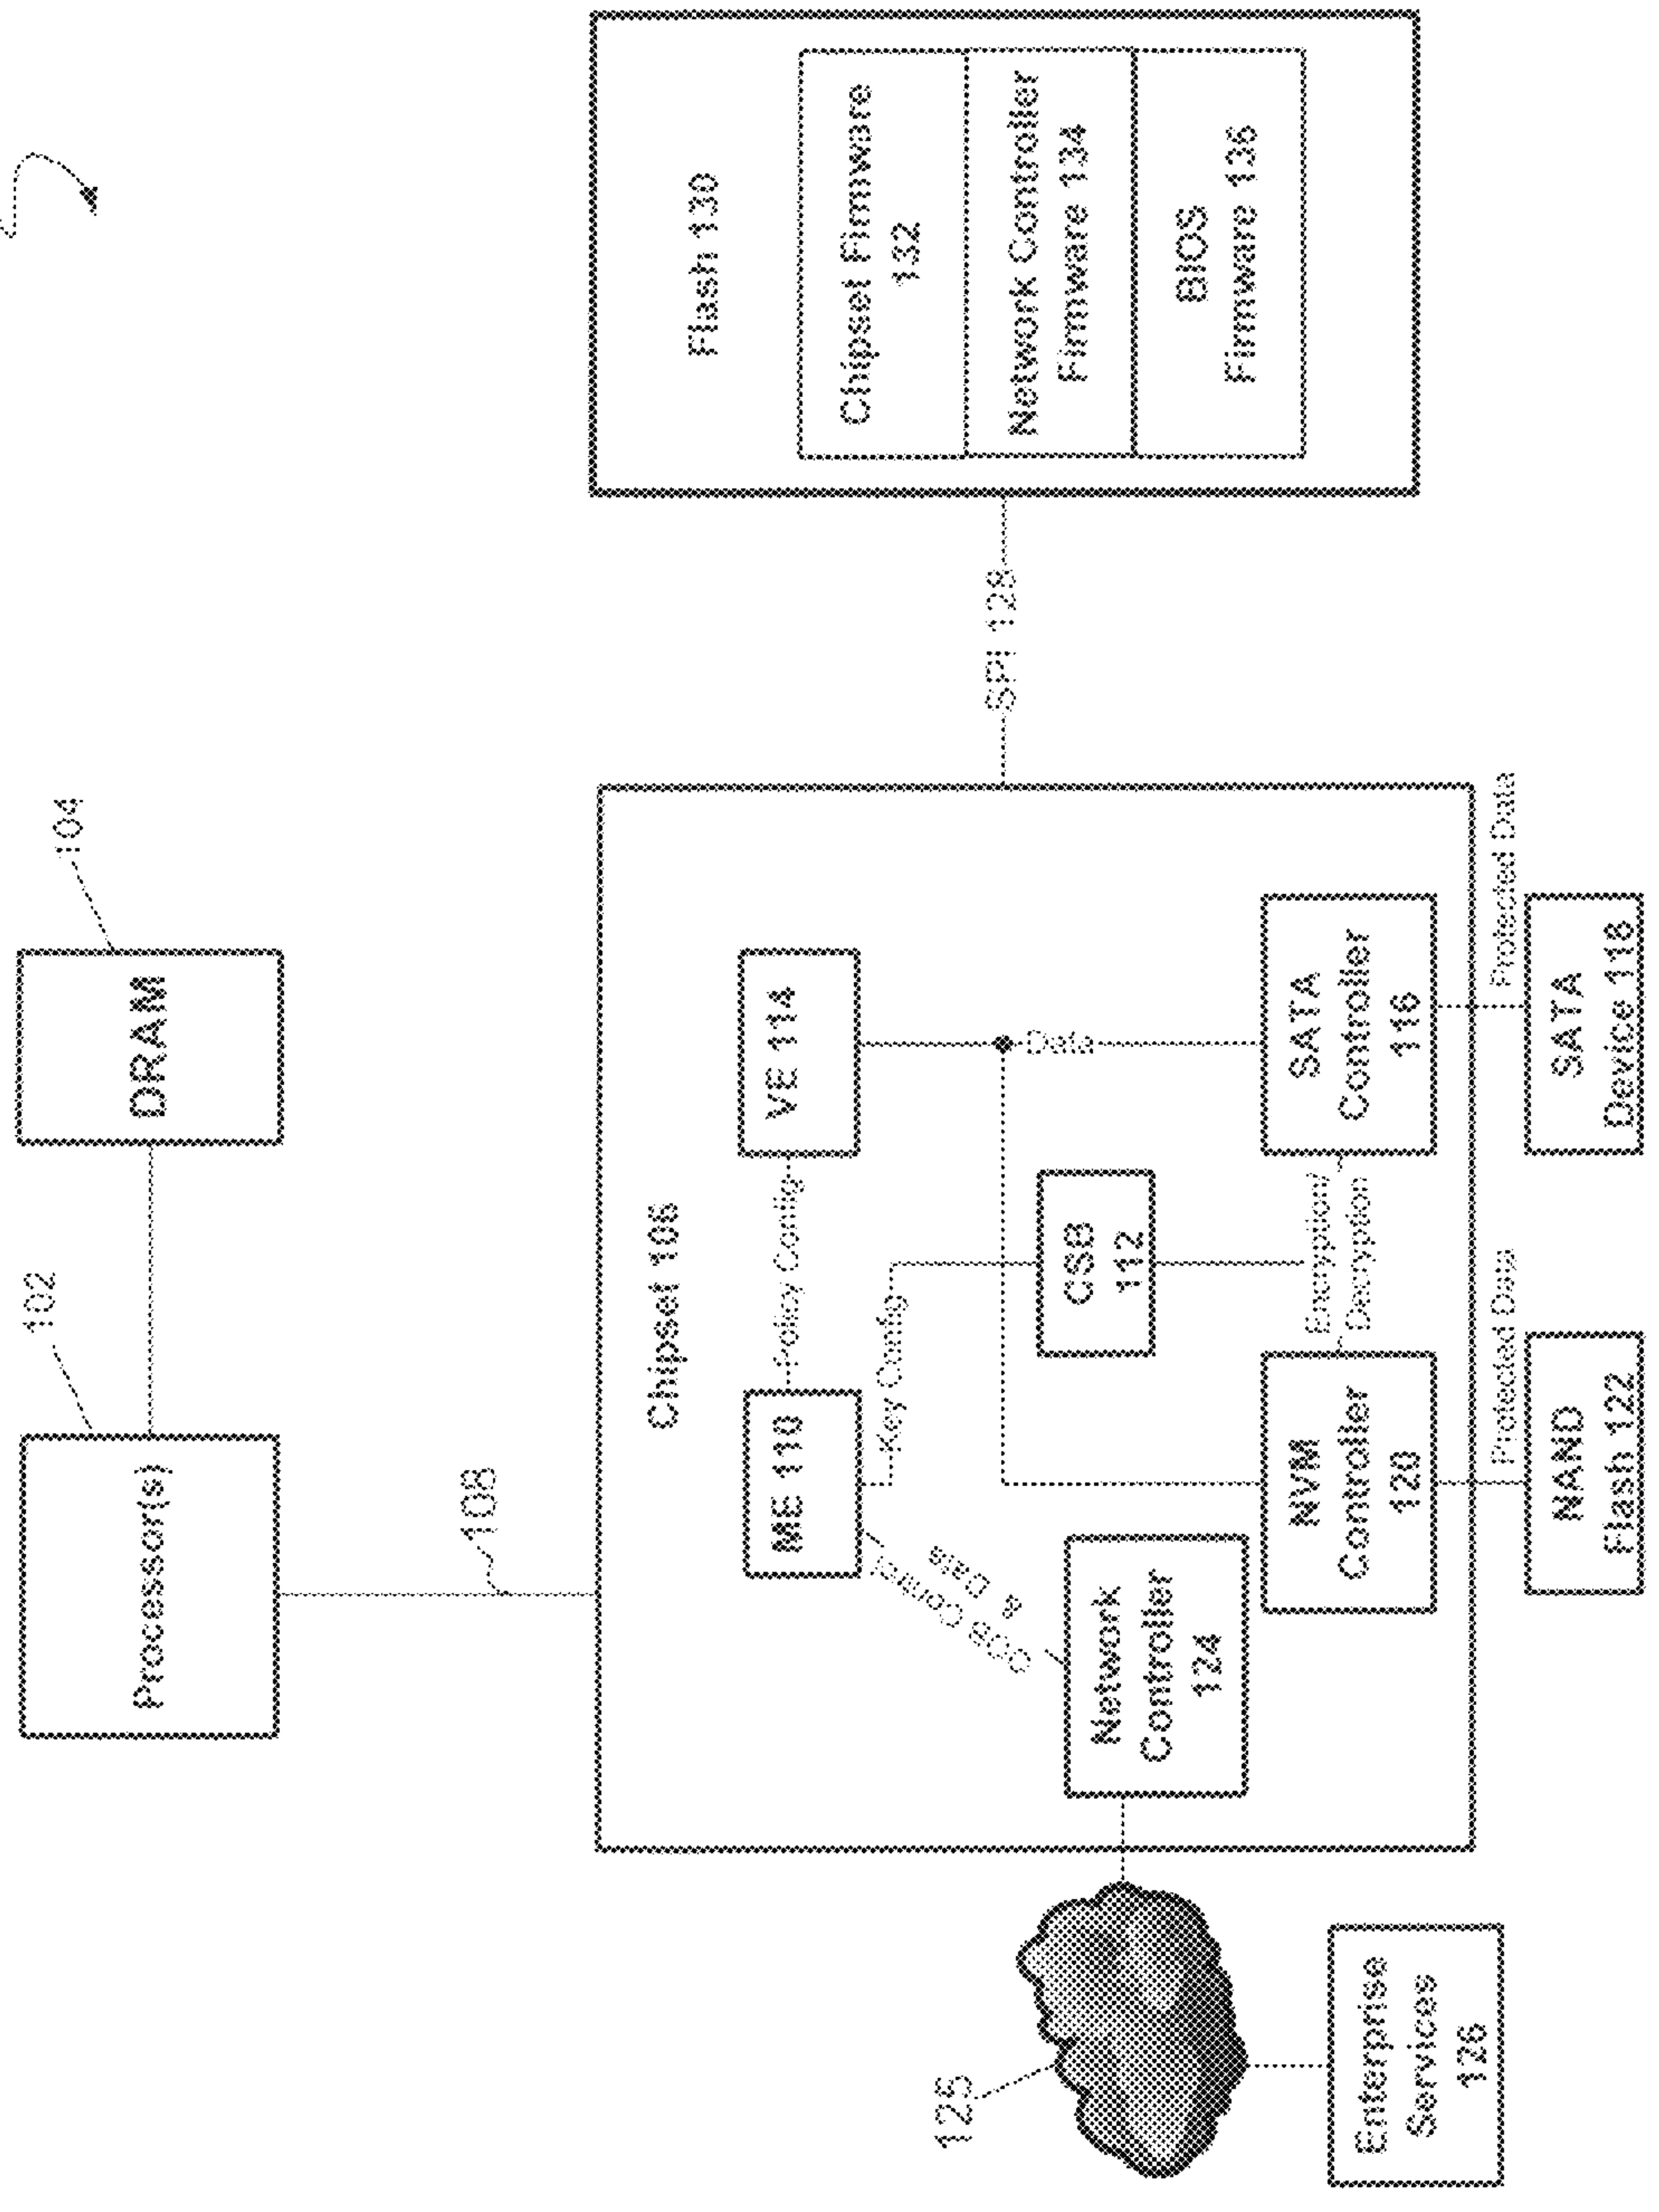 102
104
Processor(s)
DRAM
108
Chipset 106
ME 110
Policy Config
VE 114
Key Config
OOB Control
& Data
Network
Controller
124
CSB
112
Data
NVM
Controller
120
Encryption/
Decryption
SATA
Controller
116
Protected Data
Protected Data
NAND
Flash 122
SATA
Device 118
125
Enterprise
Services
126
SPI 128
Flash 130
Chipset Firmware
132
Network Controller
Firmware 134
BIOS
Firmware 136